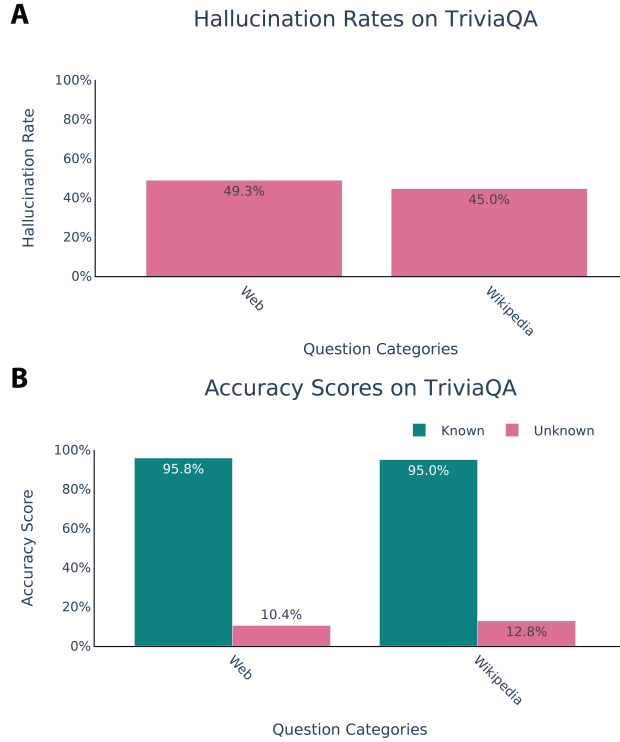 A
Hallucination Rates on TriviaQA
100%
80%
60%
40%
20%
0%
Hallucination Rate
49.3%
45.0%
Web
Wikipedia
Question Categories
B
Accuracy Scores on TriviaQA
Known
Unknown
100%
80%
60%
40%
20%
0%
Accuracy Score
95.8%
10.4%
95.0%
12.8%
Web
Wikipedia
Question Categories